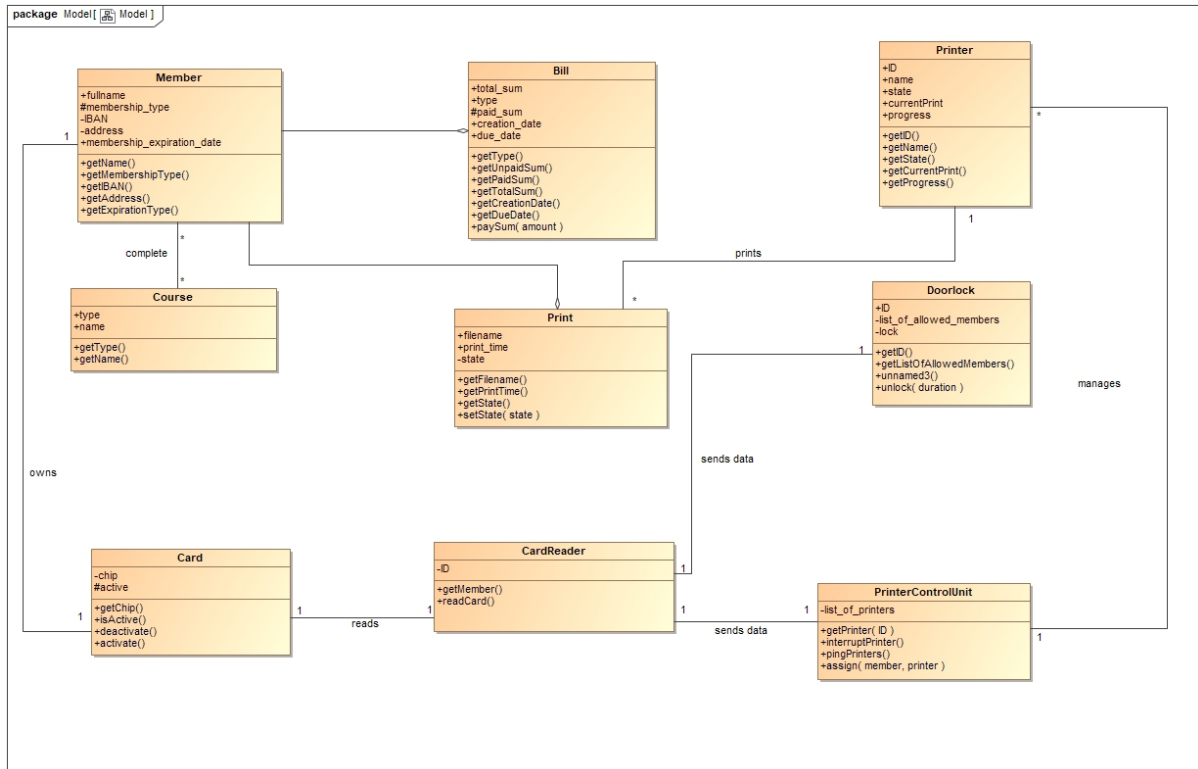 package Model[ Model ]
Member
+fullname
#membership_type
-IBAN
-address
+membership_expiration_date
+getName()
+getMembershipType()
+getIBAN()
+getAddress()
+getExpirationType()
Bill
+total_sum
+type
#paid_sum
+creation_date
+due_date
+getType()
+getUnpaidSum()
+getPaidSum()
+getTotalSum()
+getCreationDate()
+getDueDate()
+paySum( amount )
Printer
+ID
+name
+state
+currentPrint
+progress
+getID()
+getName()
+getState()
+getCurrentPrint()
+getProgress()
1
*
1
*
complete
*
prints
*
Course
+type
+name
+getType()
+getName()
Print
+filename
+print_time
-state
+getFilename()
+getPrintTime()
+getState()
+setState( state )
Doorlock
+ID
-list_of_allowed_members
-lock
+getID()
+getListOfAllowedMembers()
+unnamed3()
+unlock( duration )
1
manages
sends data
owns
Card
-chip
#active
+getChip()
+isActive()
+deactivate()
+activate()
1
1
reads
1
CardReader
-ID
+getMember()
+readCard()
1
1
sends data
1
PrinterControlUnit
-list_of_printers
+getPrinter( ID )
+interruptPrinter()
+pingPrinters()
+assign( member, printer )
1